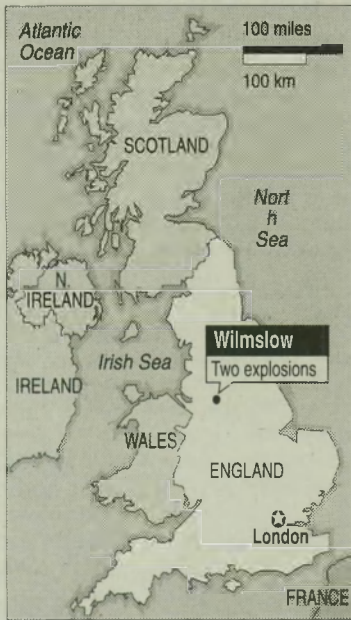 Atlantic
Ocean
100 miles
100 km
SCOTLAND
Nort
h
Sea
N.
IRELAND
Wilmslow
Two explosions
Irish Sea
IRELAND
WALES
ENGLAND
London
FRANCE